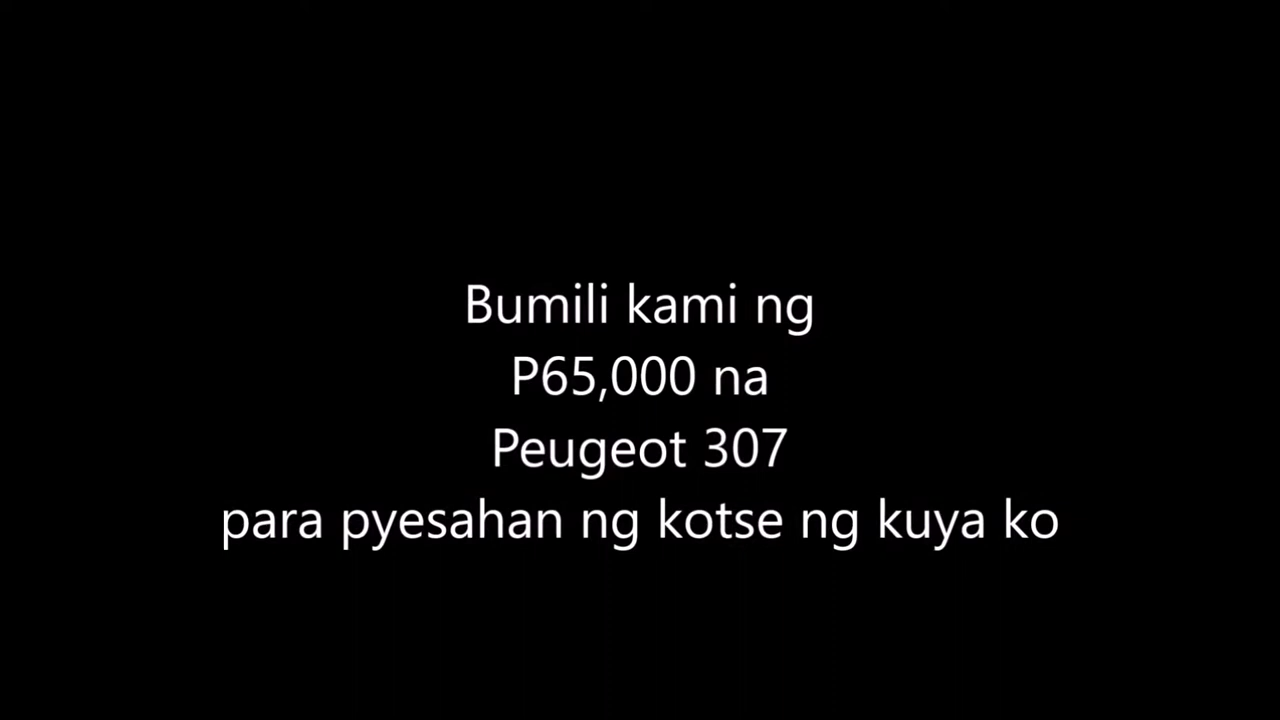 Bumili kami ng
P65,000 na
Peugeot 307
para pyesahan ng kotse ng kuya ko